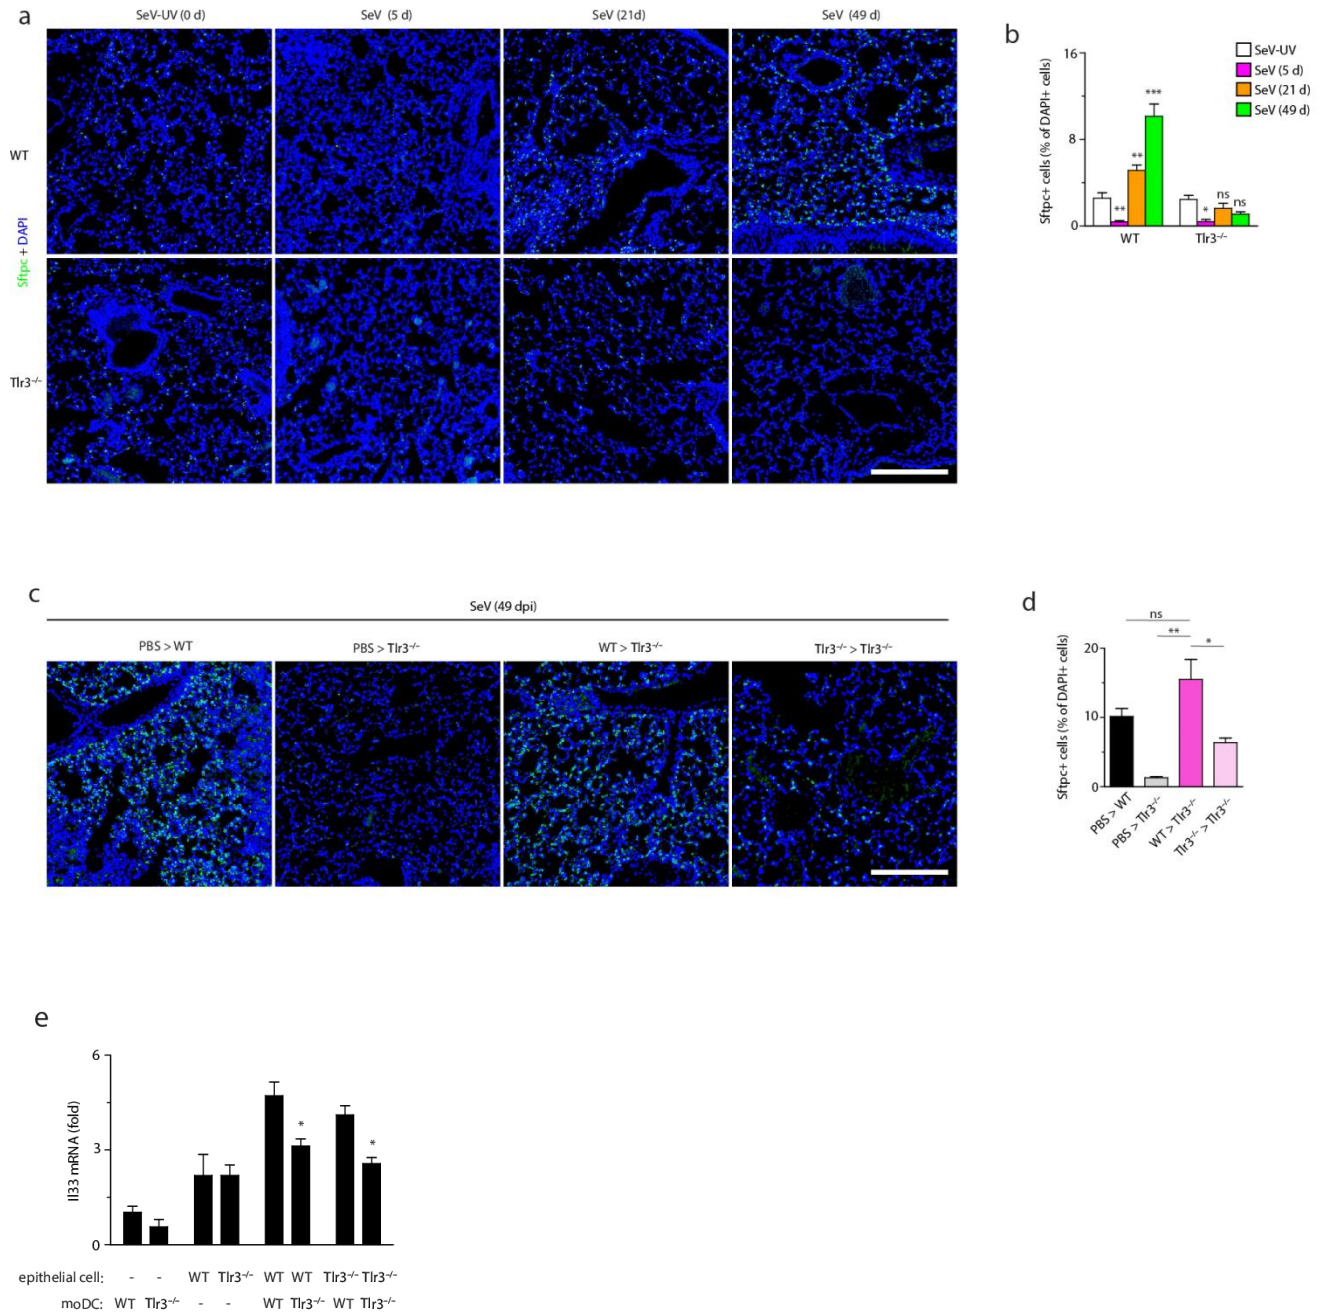 a
SeV-UV (0 d)
SeV (5 d)
SeV (21d)
SeV (49 d)
WT
Tlr3−/−
Sftpc + DAPI
b
SeV-UV
SeV (5 d)
SeV (21 d)
SeV (49 d)
Sftpc+ cells (% of DAPI+ cells)
16
8
0
** ** ***
* ns ns
WT Tlr3−/−
c
SeV (49 dpi)
PBS > WT
PBS > Tlr3−/−
WT > Tlr3−/−
Tlr3−/− > Tlr3−/−
d
ns
**
*
Sftpc+ cells (% of DAPI+ cells)
20
10
0
PBS > WT
PBS > Tlr3−/−
WT > Tlr3−/−
Tlr3−/− > Tlr3−/−
e
Il33 mRNA (fold)
6
3
0
* *
epithelial cell: - - WT Tlr3−/− WT WT Tlr3−/− Tlr3−/−
moDC: WT Tlr3−/− - - WT Tlr3−/− WT Tlr3−/−